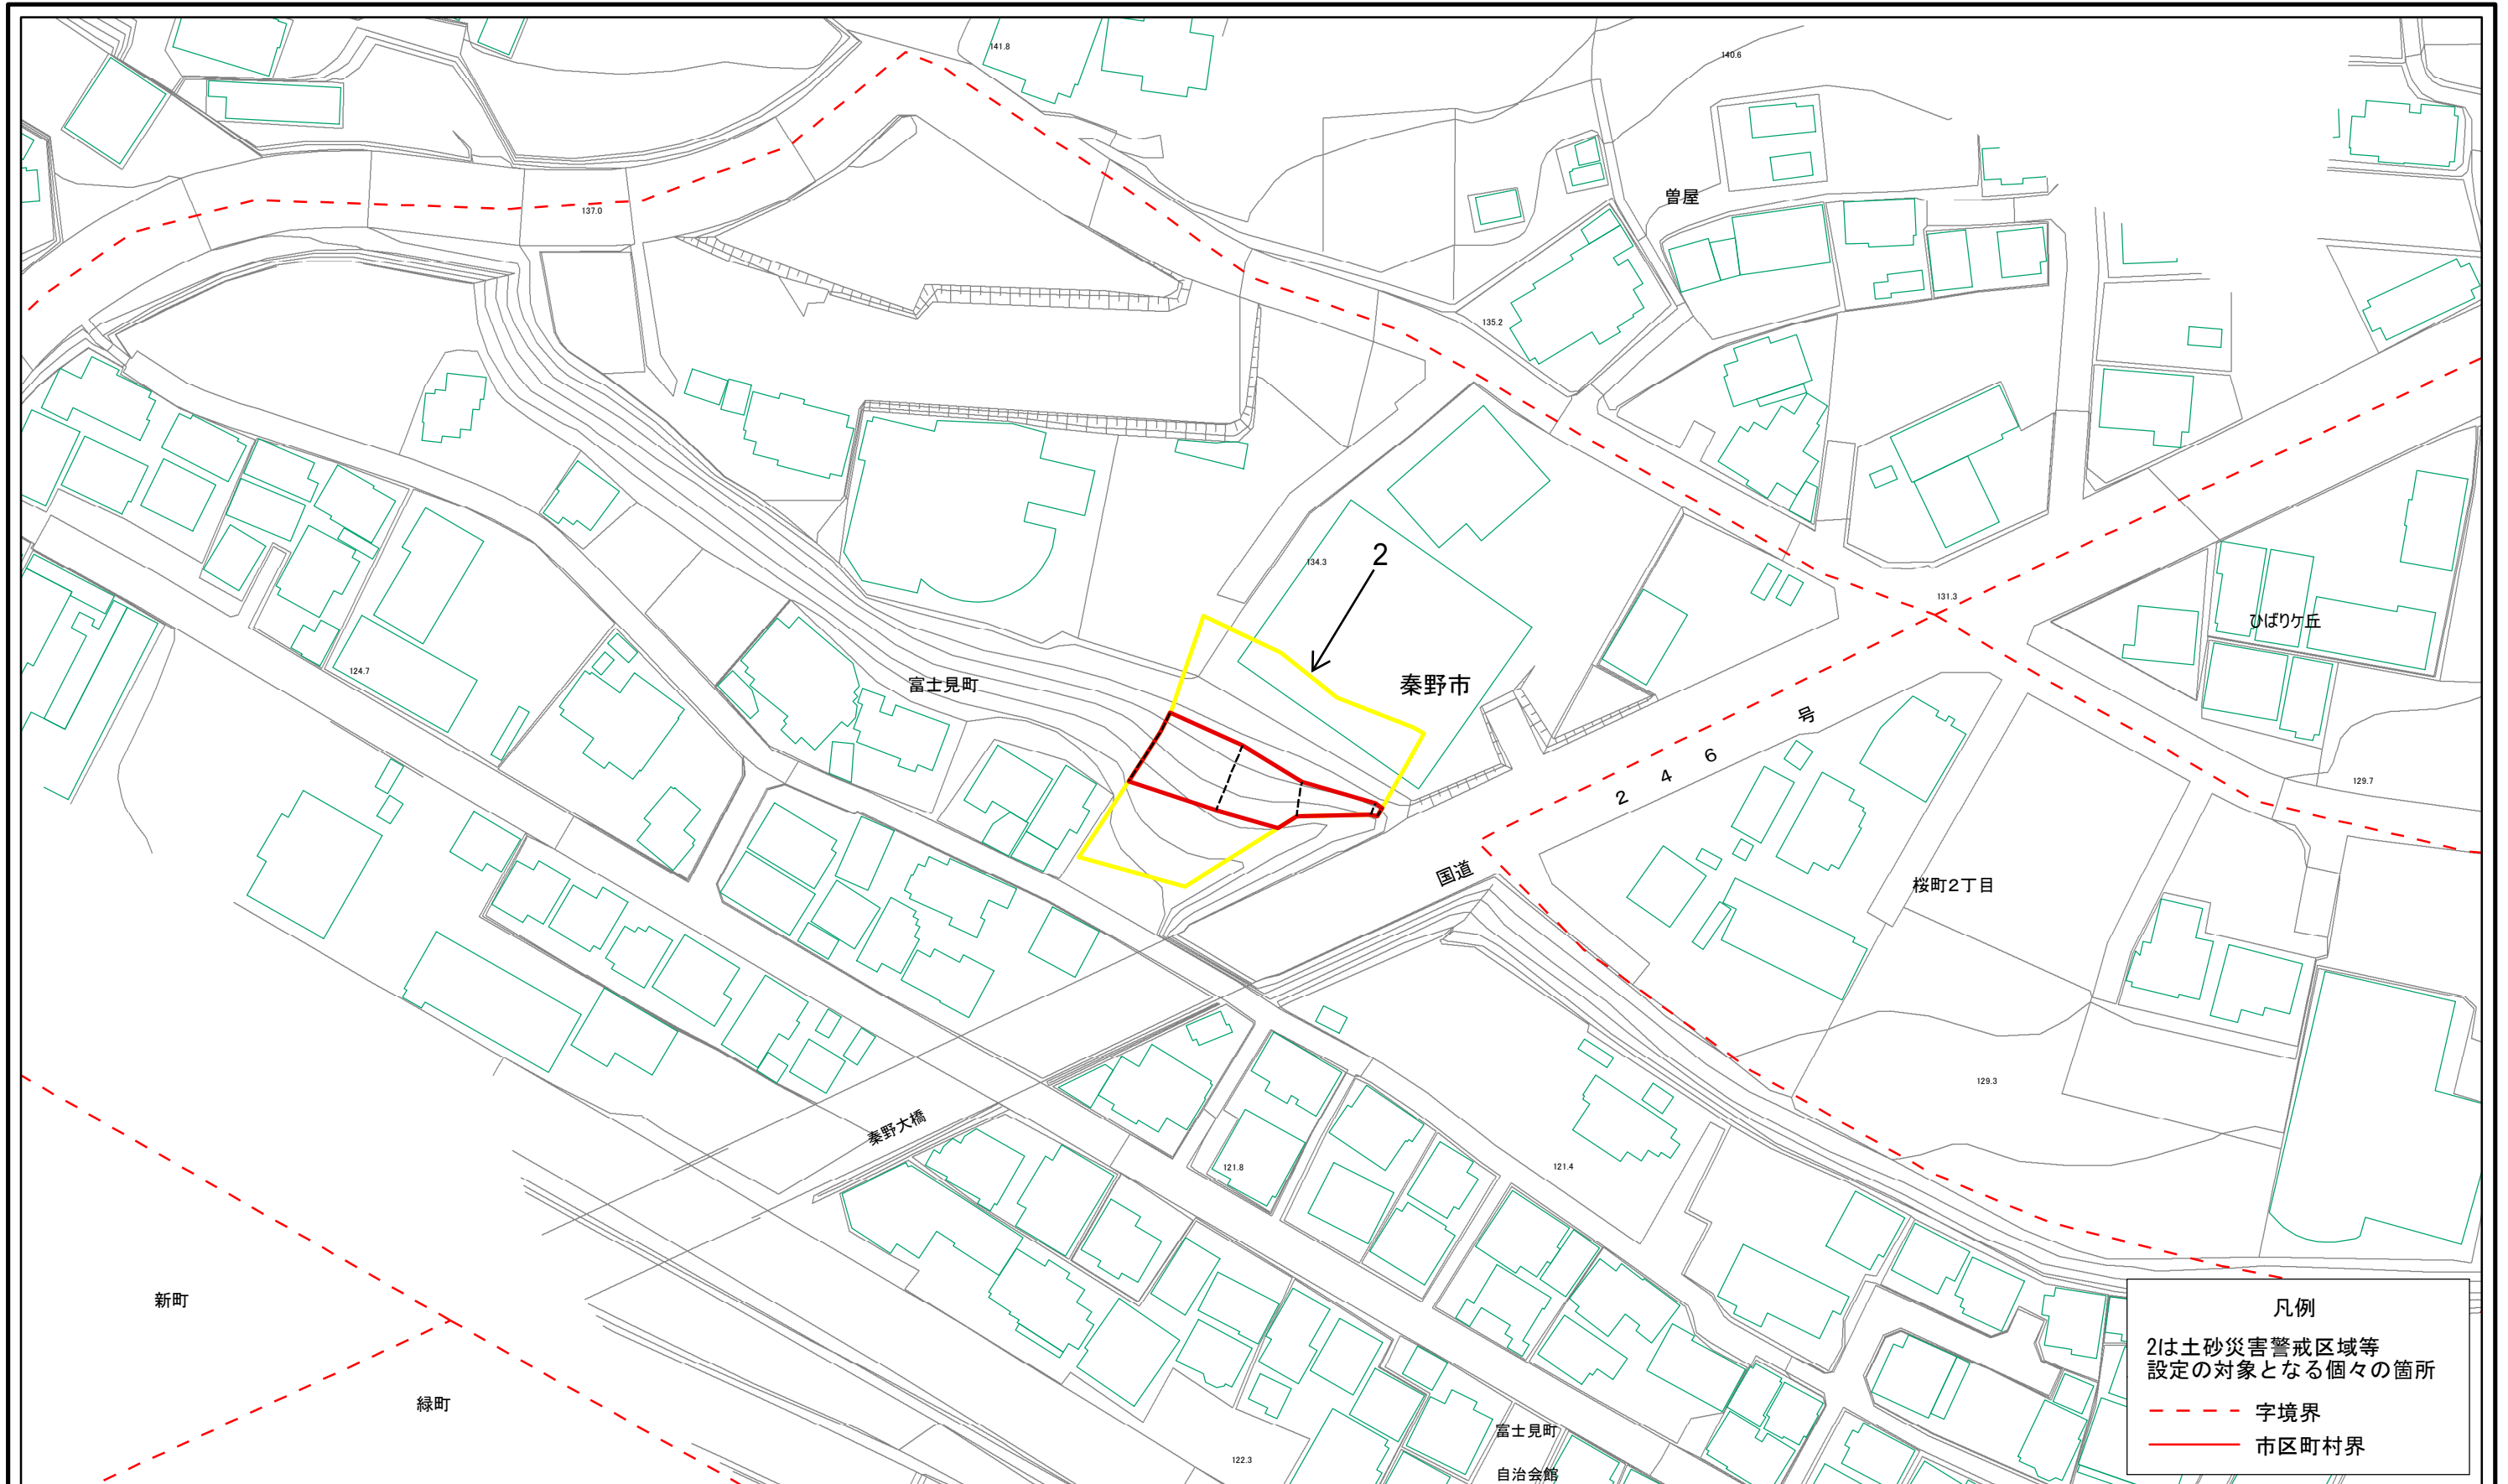 141.8
140.6
曽屋
137.0
135.2
2
134.3
131.3
ひばりケ丘
124.7
富士見町
秦野市
号
6
4
2
129.7
国道
桜町2丁目
129.3
秦野大橋
121.8
121.4
新町
緑町
富士見町
自治会館
122.3
凡例
2は土砂災害警戒区域等
設定の対象となる個々の箇所
字境界
市区町村界